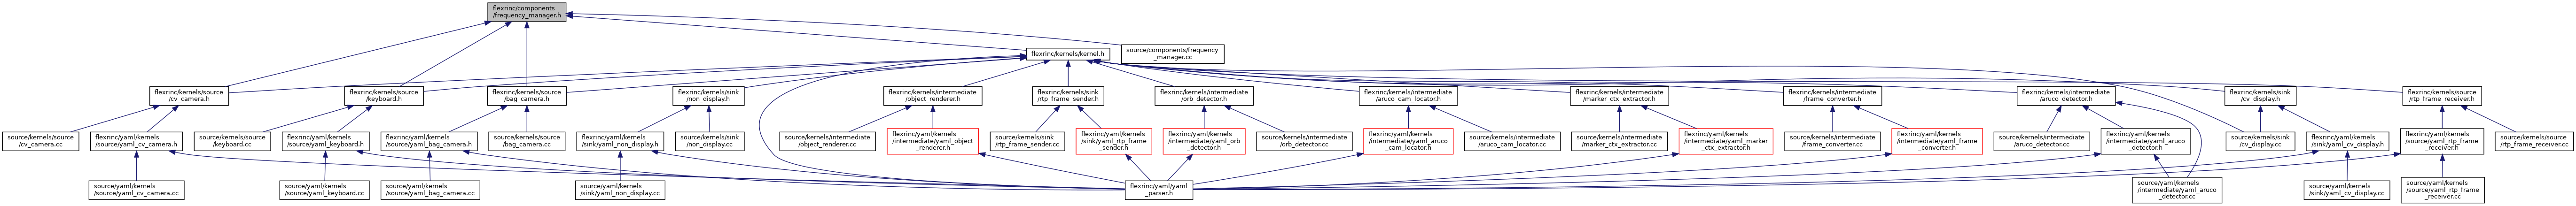 flexrinc/components
/frequency_manager.h
flexrinc/kernels/kernel.h
source/components/frequency
_manager.cc
flexrinc/kernels/source
/cv_camera.h
flexrinc/kernels/source
/keyboard.h
flexrinc/kernels/source
/bag_camera.h
flexrinc/kernels/sink
/non_display.h
flexrinc/kernels/intermediate
/object_renderer.h
flexrinc/kernels/sink
/rtp_frame_sender.h
flexrinc/kernels/intermediate
/orb_detector.h
flexrinc/kernels/intermediate
/aruco_cam_locator.h
flexrinc/kernels/intermediate
/marker_ctx_extractor.h
flexrinc/kernels/intermediate
/frame_converter.h
flexrinc/kernels/intermediate
/aruco_detector.h
flexrinc/kernels/sink
/cv_display.h
flexrinc/kernels/source
/rtp_frame_receiver.h
source/kernels/source
/cv_camera.cc
flexrinc/yaml/kernels
/source/yaml_cv_camera.h
source/kernels/source
/keyboard.cc
flexrinc/yaml/kernels
/source/yaml_keyboard.h
flexrinc/yaml/kernels
/source/yaml_bag_camera.h
source/kernels/source
/bag_camera.cc
flexrinc/yaml/kernels
/sink/yaml_non_display.h
source/kernels/sink
/non_display.cc
source/kernels/intermediate
/object_renderer.cc
flexrinc/yaml/kernels
/intermediate/yaml_object
_renderer.h
source/kernels/sink
/rtp_frame_sender.cc
flexrinc/yaml/kernels
/sink/yaml_rtp_frame
_sender.h
flexrinc/yaml/kernels
/intermediate/yaml_orb
_detector.h
source/kernels/intermediate
/orb_detector.cc
flexrinc/yaml/kernels
/intermediate/yaml_aruco
_cam_locator.h
source/kernels/intermediate
/aruco_cam_locator.cc
source/kernels/intermediate
/marker_ctx_extractor.cc
flexrinc/yaml/kernels
/intermediate/yaml_marker
_ctx_extractor.h
source/kernels/intermediate
/frame_converter.cc
flexrinc/yaml/kernels
/intermediate/yaml_frame
_converter.h
source/kernels/intermediate
/aruco_detector.cc
flexrinc/yaml/kernels
/intermediate/yaml_aruco
_detector.h
source/kernels/sink
/cv_display.cc
flexrinc/yaml/kernels
/sink/yaml_cv_display.h
flexrinc/yaml/kernels
/source/yaml_rtp_frame
_receiver.h
source/kernels/source
/rtp_frame_receiver.cc
source/yaml/kernels
/source/yaml_cv_camera.cc
source/yaml/kernels
/source/yaml_keyboard.cc
source/yaml/kernels
/source/yaml_bag_camera.cc
source/yaml/kernels
/sink/yaml_non_display.cc
flexrinc/yaml/yaml
_parser.h
source/yaml/kernels
/intermediate/yaml_aruco
_detector.cc
source/yaml/kernels
/sink/yaml_cv_display.cc
source/yaml/kernels
/source/yaml_rtp_frame
_receiver.cc